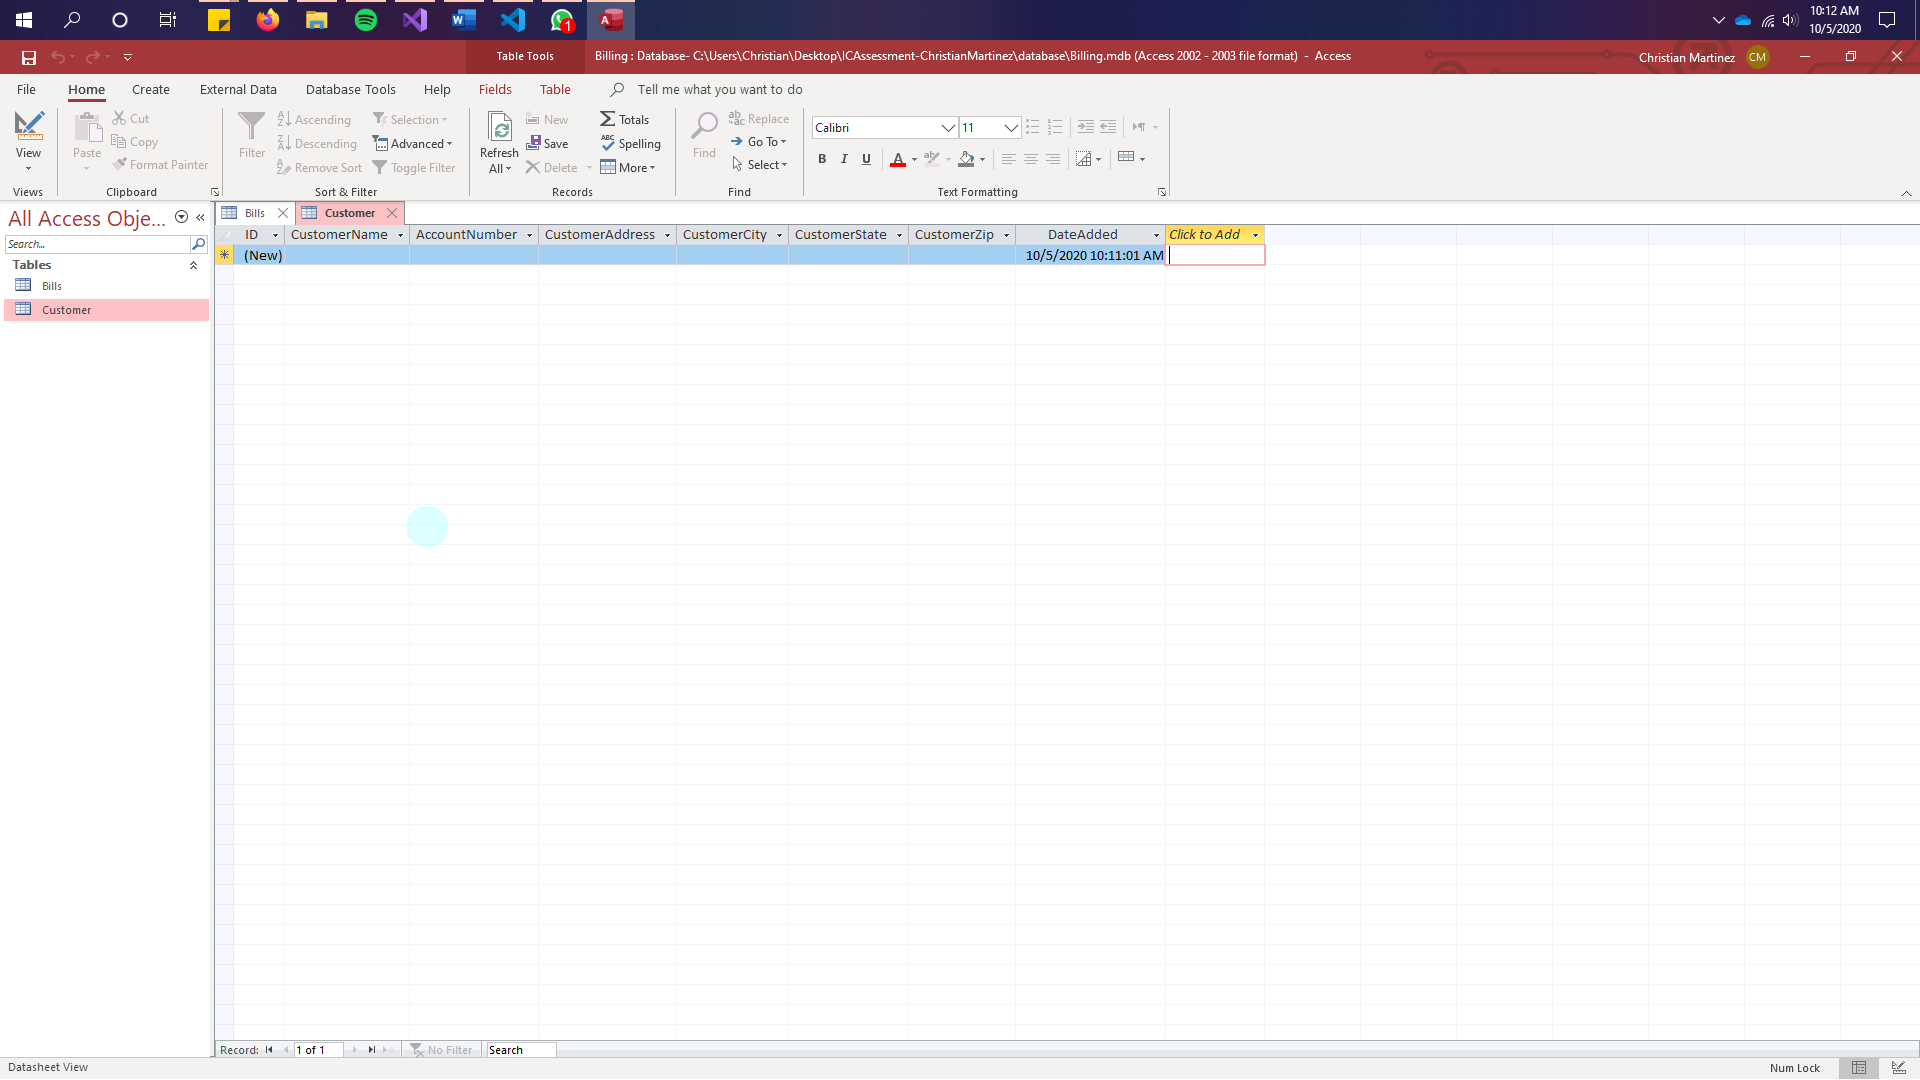 1
10:12 AM
10/5/2020
Table Tools
Billing : Database- C:\Users\Christian\Desktop\ICAssessment-ChristianMartinez\database\Billing.mdb (Access 2002 - 2003 file format) - Access
Christian Martinez
CM
File Home Create External Data Database Tools Help Fields Table Tell me what you want to do
View
Views
Paste
Cut
Copy
Format Painter
Clipboard
Filter
Ascending
Descending
Remove Sort
Selection
Advanced
Toggle Filter
Sort & Filter
Refresh
All
New
Save
Delete
Totals
Spelling
More
Records
Find
Replace
Go To
Select
Find
Calibri 11
B I U
Text Formatting
All Access Obje...
Search...
Tables
Bills
Customer
Bills Customer
ID CustomerName AccountNumber CustomerAddress CustomerCity CustomerState CustomerZip DateAdded Click to Add
(New) 10/5/2020 10:11:01 AM
Record: 1 of 1 No Filter Search
Datasheet View
Num Lock